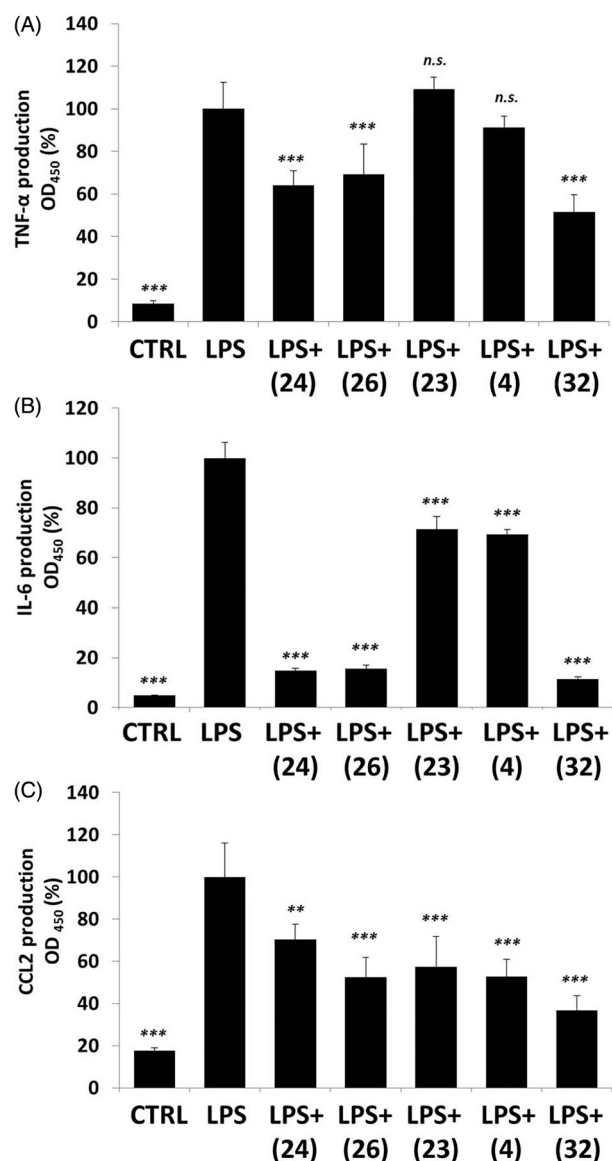 (A)
TNF-α production
OD450 (%)
140
120
100
80
60
40
20
0
***
***
***
n.s.
n.s.
***
CTRL LPS LPS+ LPS+ LPS+ LPS+ LPS+
(24) (26) (23) (4) (32)
(B)
IL-6 production
OD450 (%)
120
100
80
60
40
20
0
***
***
***
***
***
***
CTRL LPS LPS+ LPS+ LPS+ LPS+ LPS+
(24) (26) (23) (4) (32)
(C)
CCL2 production
OD 450 (%)
140
120
100
80
60
40
20
0
***
**
***
***
***
***
CTRL LPS LPS+ LPS+ LPS+ LPS+ LPS+
(24) (26) (23) (4) (32)